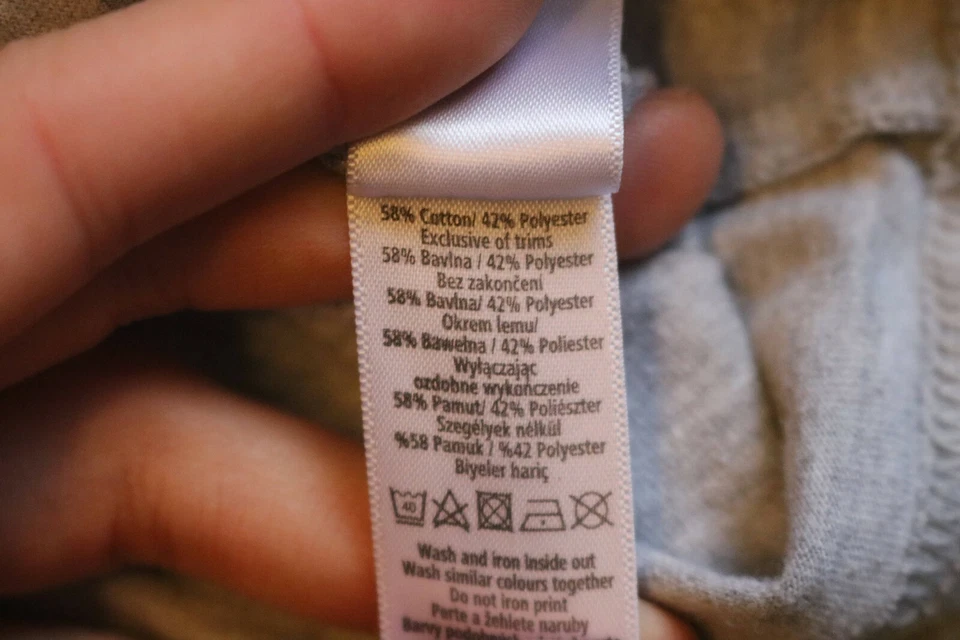 58% Cotton/ 42% Polyester
Exclusive of trims
58% Bavlna / 42% Polyester
Bez zakončení
58% Bavlna/ 42% Polyester
Okrem lemu/
58% Bawełna / 42% Poliester
Wyłączając
ozdobne wykończenie
58% Pamut/ 42% Poliészter
Szegélyek nélkül
%58 Pamuk / %42 Polyester
Biyeler hariç
40
Wash and iron inside out
Wash similar colours together
Do not iron print
Perte a žehlete naruby
Barvy